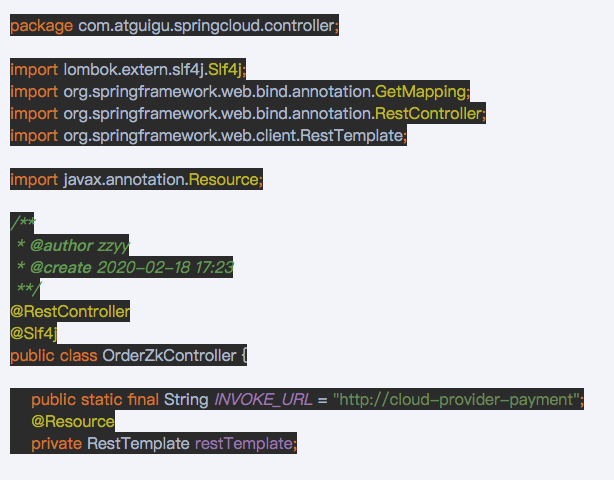 package com.atguigu.springcloud.controller;
import lombok.extern.slf4j.Slf4j;
import org.springframework.web.bind.annotation.GetMapping;
import org.springframework.web.bind.annotation.RestController;
import org.springframework.web.client.RestTemplate;
import javax.annotation.Resource;
/**
* @author zzyy
* @create 2020-02-18 17:23
**/
@RestController
@Slf4j
public class OrderZkController {
public static final String INVOKE_URL = "http://cloud-provider-payment";
@Resource
private RestTemplate restTemplate;